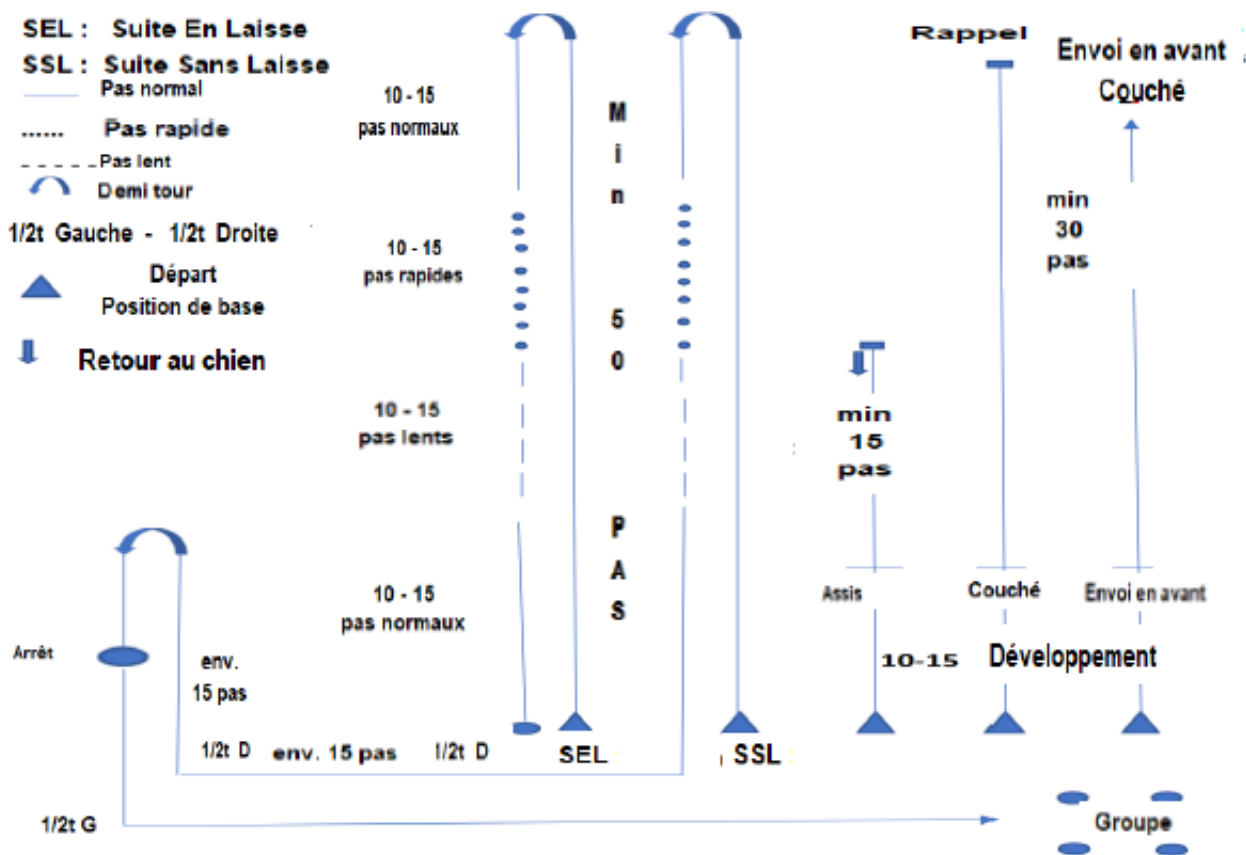 SEL : Suite En Laisse
SSL : Suite Sans Laisse
Pas normal
Pas rapide
Pas lent
Demi tour
1/2t Gauche - 1/2t Droite
Départ
Position de base
Retour au chien
10 - 15
pas normaux
10 - 15
pas rapides
10 - 15
pas lents
10 - 15
pas normaux
Min 50 PAS
Rappel
Envoi en avant
Couché
min
30
pas
min
15
pas
Assis
Couché
Envoi en avant
10-15 Développement
Arrêt
env.
15 pas
1/2t D env. 15 pas 1/2t D
SEL :
SSL :
1/2t G
Groupe